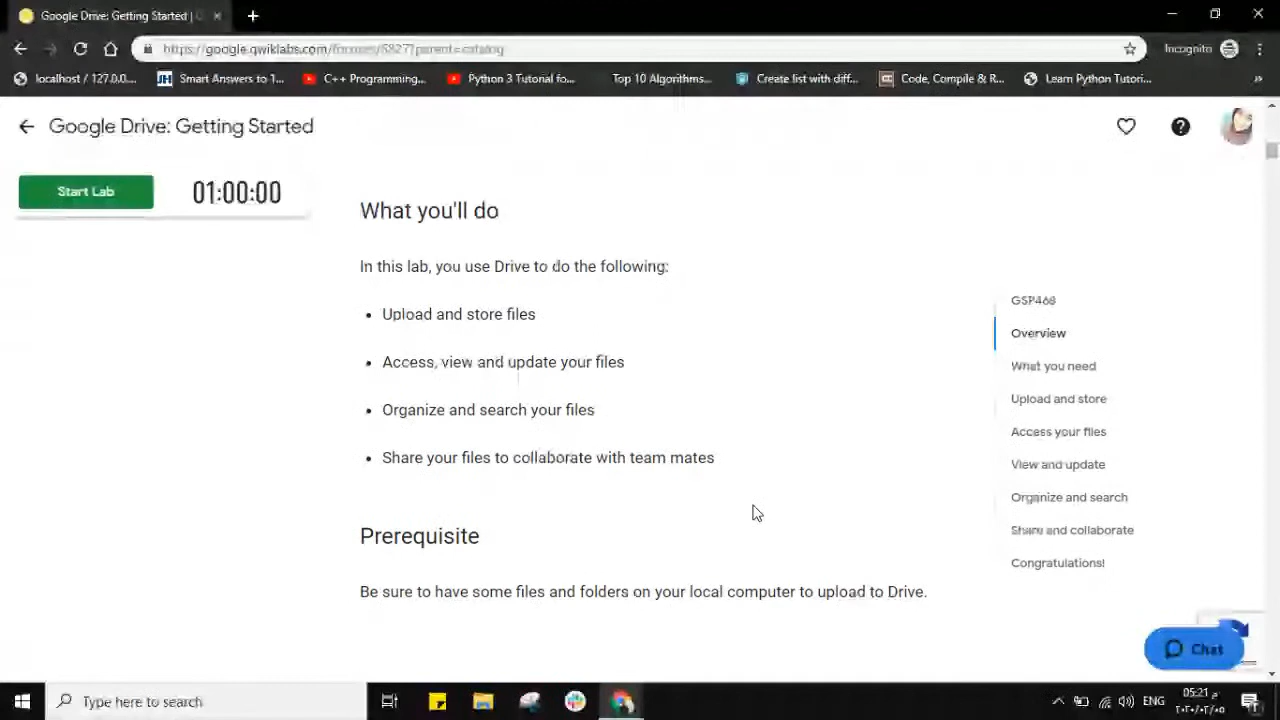 Google Drive: Getting Started |
https://google.qwiklabs.com/focuses/5827?parent=catalog
Incognito
localhost / 127.0.0...
Smart Answers to 1...
C++ Programming...
Python 3 Tutorial fo...
Top 10 Algorithms...
Create list with diff...
Code, Compile & R...
Learn Python Tutori...
Google Drive: Getting Started
Start Lab
01:00:00
What you'll do
In this lab, you use Drive to do the following:
• Upload and store files
• Access, view and update your files
• Organize and search your files
• Share your files to collaborate with team mates
Prerequisite
Be sure to have some files and folders on your local computer to upload to Drive.
GSP468
Overview
What you need
Upload and store
Access your files
View and update
Organize and search
Share and collaborate
Congratulations!
Chat
Type here to search
ENG
05:21 م